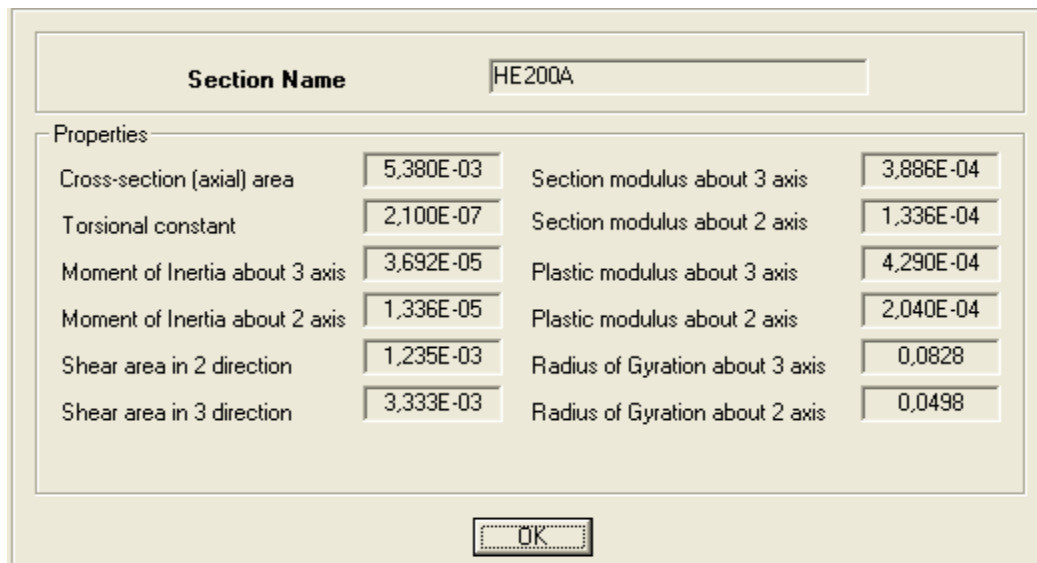 Section Name HE200A
Properties
Cross-section (axial) area 5,380E-03 Section modulus about 3 axis 3,886E-04
Torsional constant 2,100E-07 Section modulus about 2 axis 1,336E-04
Moment of Inertia about 3 axis 3,692E-05 Plastic modulus about 3 axis 4,290E-04
Moment of Inertia about 2 axis 1,336E-05 Plastic modulus about 2 axis 2,040E-04
Shear area in 2 direction 1,235E-03 Radius of Gyration about 3 axis 0,0828
Shear area in 3 direction 3,333E-03 Radius of Gyration about 2 axis 0,0498
OK